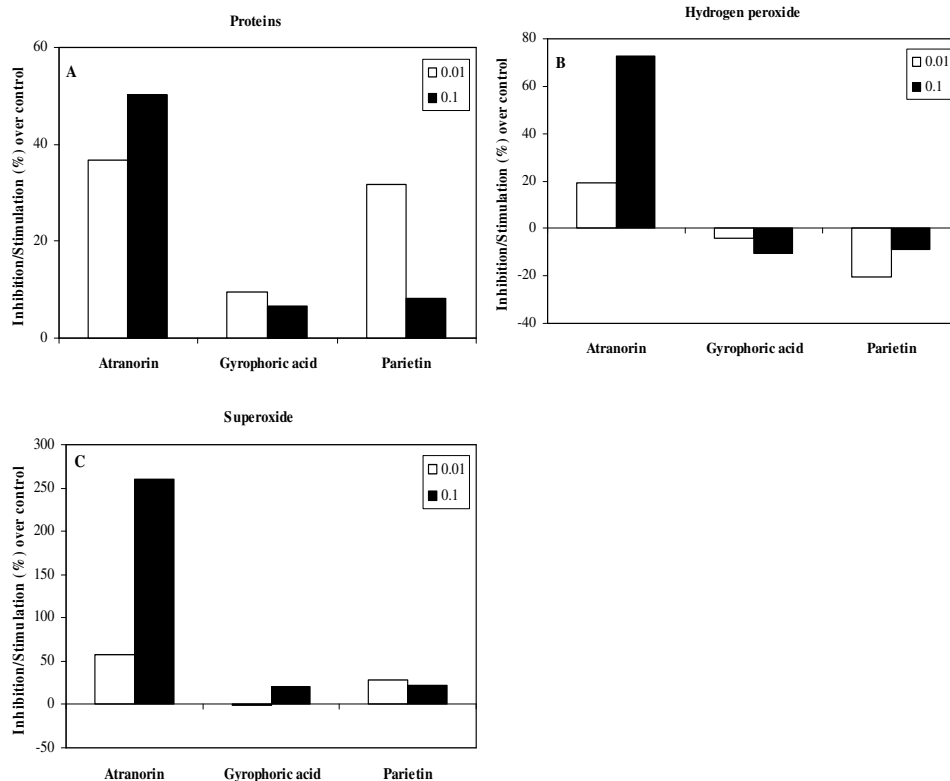 Proteins
Inhibition/Stimulation (%) over control
60
40
20
0
A
0.01
0.1
Atranorin
Gyrophoric acid
Parietin
Hydrogen peroxide
Inhibition/Stimulation (%) over control
80
60
40
20
0
-20
-40
B
0.01
0.1
Atranorin
Gyrophoric acid
Parietin
Superoxide
Inhibition/Stimulation (%) over control
300
250
200
150
100
50
0
-50
C
0.01
0.1
Atranorin
Gyrophoric acid
Parietin